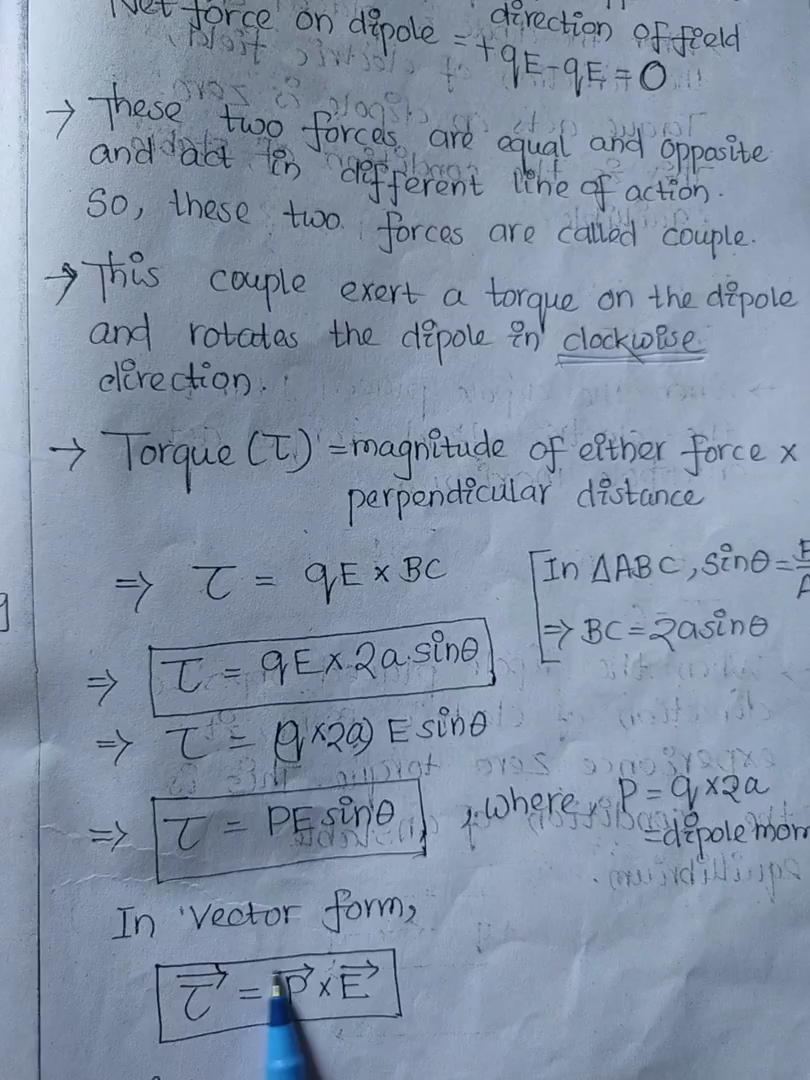 Net force on dipole = direction of field
+qE-qE=0
→ These two forces are equal and opposite
and act in different line of action.
So, these two forces are called couple.
→ This couple exert a torque on the dipole
and rotates the dipole in clockwise
direction.
→ Torque (τ) = magnitude of either force ×
perpendicular distance
⇒ τ = qE × BC
[In ΔABC, sinθ =
⇒ BC = 2asinθ
⇒ τ = qE × 2a sinθ
⇒ τ = (q×2a) E sinθ
⇒ τ = PE sinθ , where, P = q×2a
=dipole mom
In vector form,
τ⃗ = P⃗ × E⃗